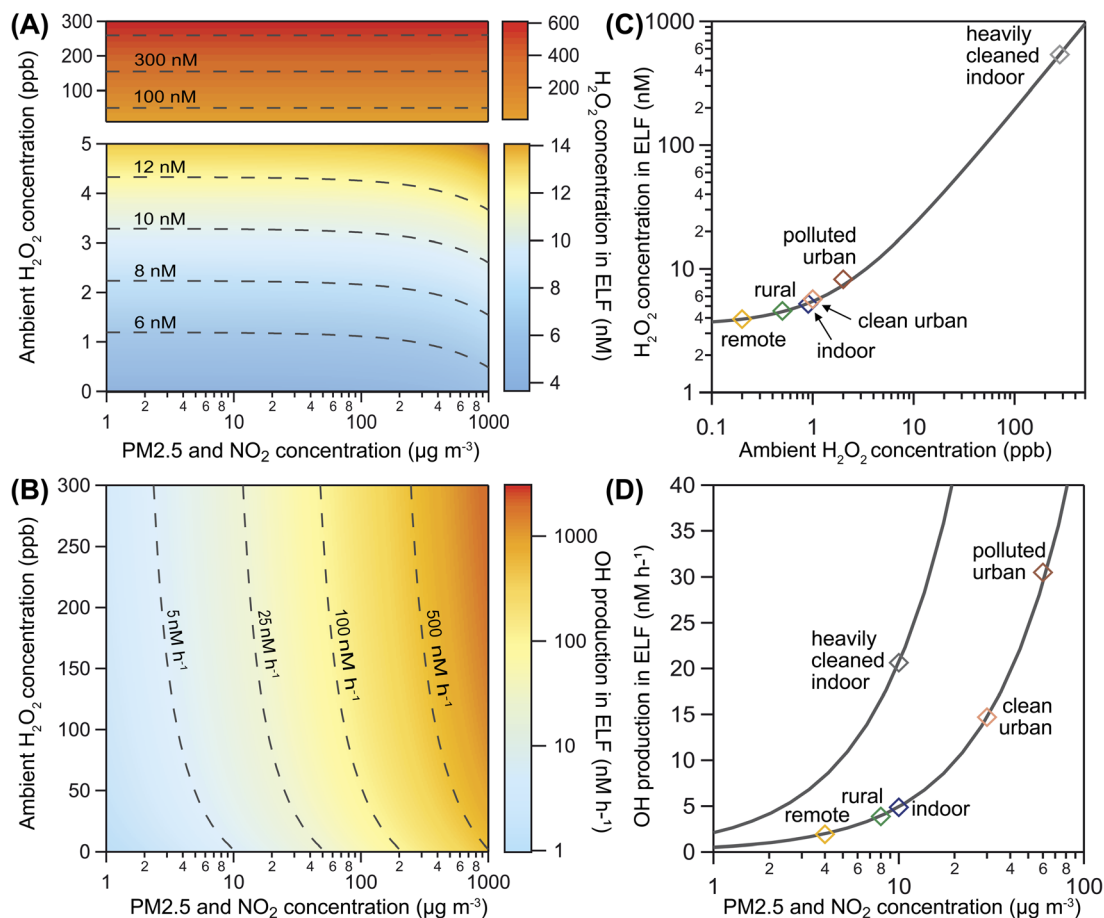 (A)
Ambient H₂O₂ concentration (ppb)
300
200
100
300 nM
100 nM
600
400
200
H₂O₂ concentration in ELF (nM)
5
4
3
2
1
0
12 nM
10 nM
8 nM
6 nM
14
12
10
8
6
4
1 2 4 6 8 10 2 4 6 8 100 2 4 6 8 1000
PM2.5 and NO₂ concentration (µg m⁻³)
(B)
Ambient H₂O₂ concentration (ppb)
300
250
200
150
100
50
0
5 nM h⁻¹
25 nM h⁻¹
100 nM h⁻¹
500 nM h⁻¹
1000
100
10
1
OH production in ELF (nM h⁻¹)
1 2 4 6 8 10 2 4 6 8 100 2 4 6 8 1000
PM2.5 and NO₂ concentration (µg m⁻³)
(C)
H₂O₂ concentration in ELF (nM)
1000
6
4
2
100
6
4
2
10
6
4
2
1
heavily
cleaned
indoor
polluted
urban
rural
remote
clean urban
indoor
0.1 1 10 100
Ambient H₂O₂ concentration (ppb)
(D)
OH production in ELF (nM h⁻¹)
40
35
30
25
20
15
10
5
0
polluted
urban
heavily
cleaned
indoor
clean
urban
rural
remote
indoor
1 2 4 6 8 10 2 4 6 8 100
PM2.5 and NO₂ concentration (µg m⁻³)